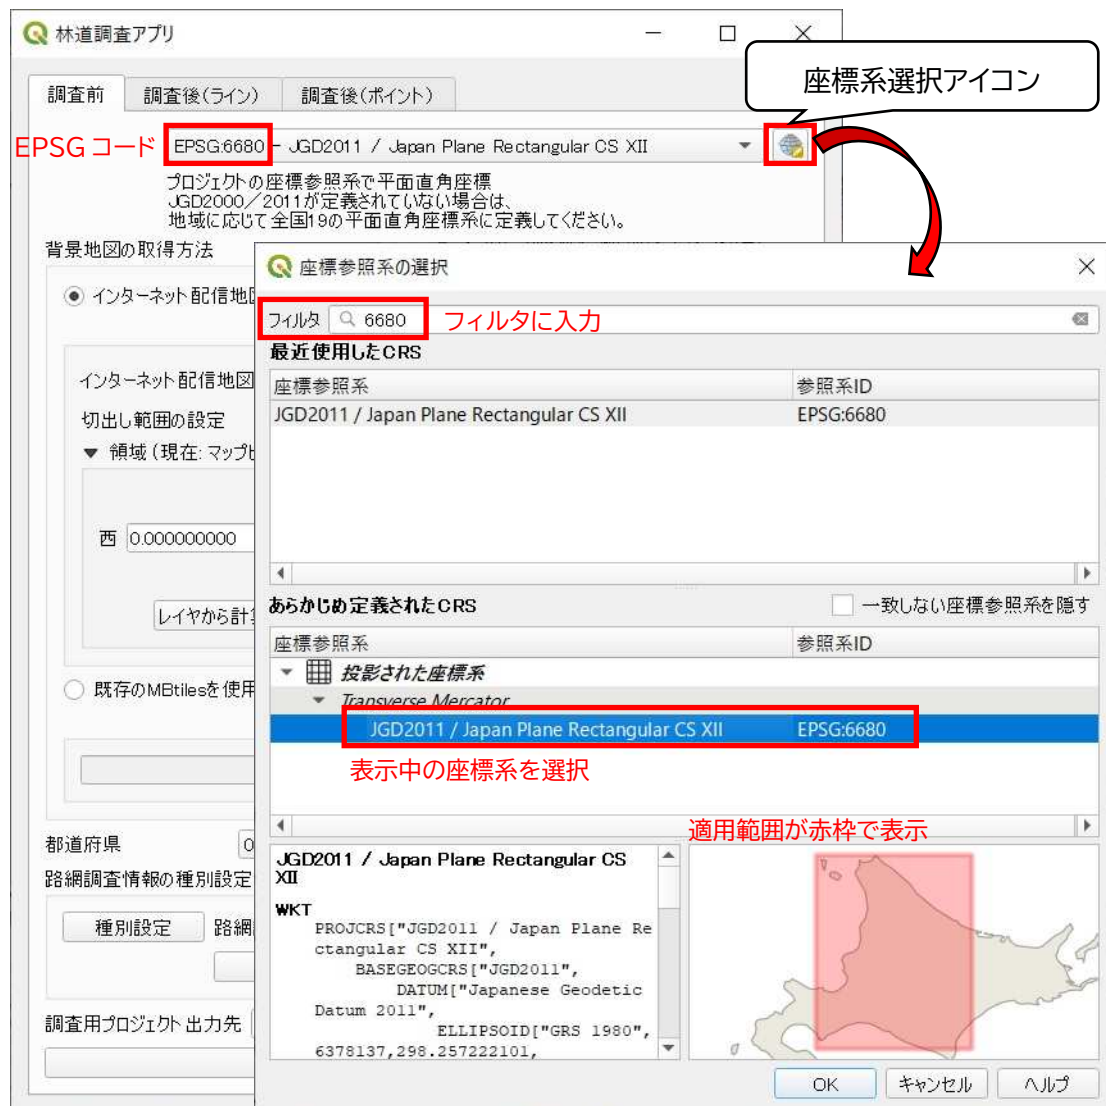 林道調査アプリ
座標系選択アイコン
調査前 調査後(ライン) 調査後(ポイント)
EPSG コード EPSG:6680 - JGD2011 / Japan Plane Rectangular CS XII
プロジェクトの座標参照系で平面直角座標
JGD2000/2011が定義されていない場合は、
地域に応じて全国19の平面直角座標系に定義してください。
背景地図の取得方法
インターネット配信地図
インターネット配信地図
切出し範囲の設定
▼ 領域 (現在: マップビ
西 0.000000000
レイヤから計
既存のMBtilesを使用
都道府県 0
路網調査情報の種別設定
種別設定 路網
調査用プロジェクト出力先
座標参照系の選択
フィルタ 6680 フィルタに入力
最近使用したCRS
座標参照系 参照系ID
JGD2011 / Japan Plane Rectangular CS XII EPSG:6680
あらかじめ定義されたCRS 一致しない座標参照系を隠す
座標参照系 参照系ID
投影された座標系
Transverse Mercator
JGD2011 / Japan Plane Rectangular CS XII EPSG:6680
表示中の座標系を選択
適用範囲が赤枠で表示
JGD2011 / Japan Plane Rectangular CS
XII
WKT
PROJCRS["JGD2011 / Japan Plane Re
ctangular CS XII",
BASEGEOGCRS["JGD2011",
DATUM["Japanese Geodetic
Datum 2011",
ELLIPSOID["GRS 1980",
6378137,298.257222101,
OK キャンセル ヘルプ